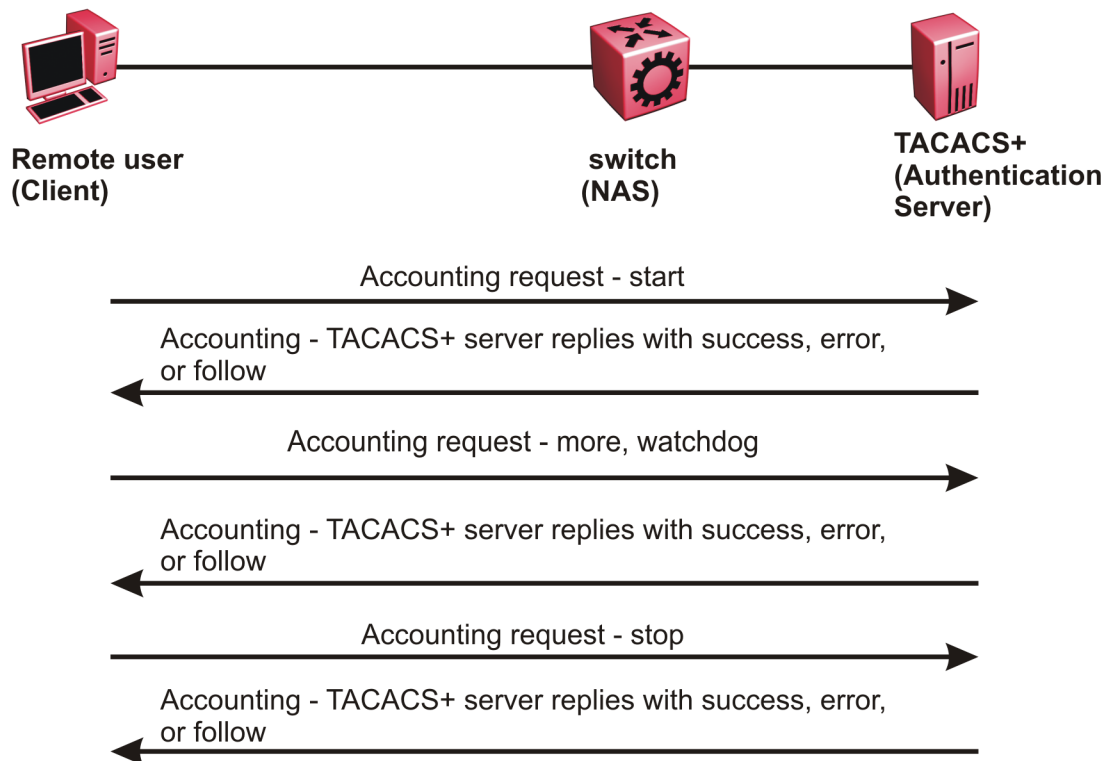 Remote user
(Client)
switch
(NAS)
TACACS+
(Authentication
Server)
Accounting request - start
Accounting - TACACS+ server replies with success, error,
or follow
Accounting request - more, watchdog
Accounting - TACACS+ server replies with success, error,
or follow
Accounting request - stop
Accounting - TACACS+ server replies with success, error,
or follow